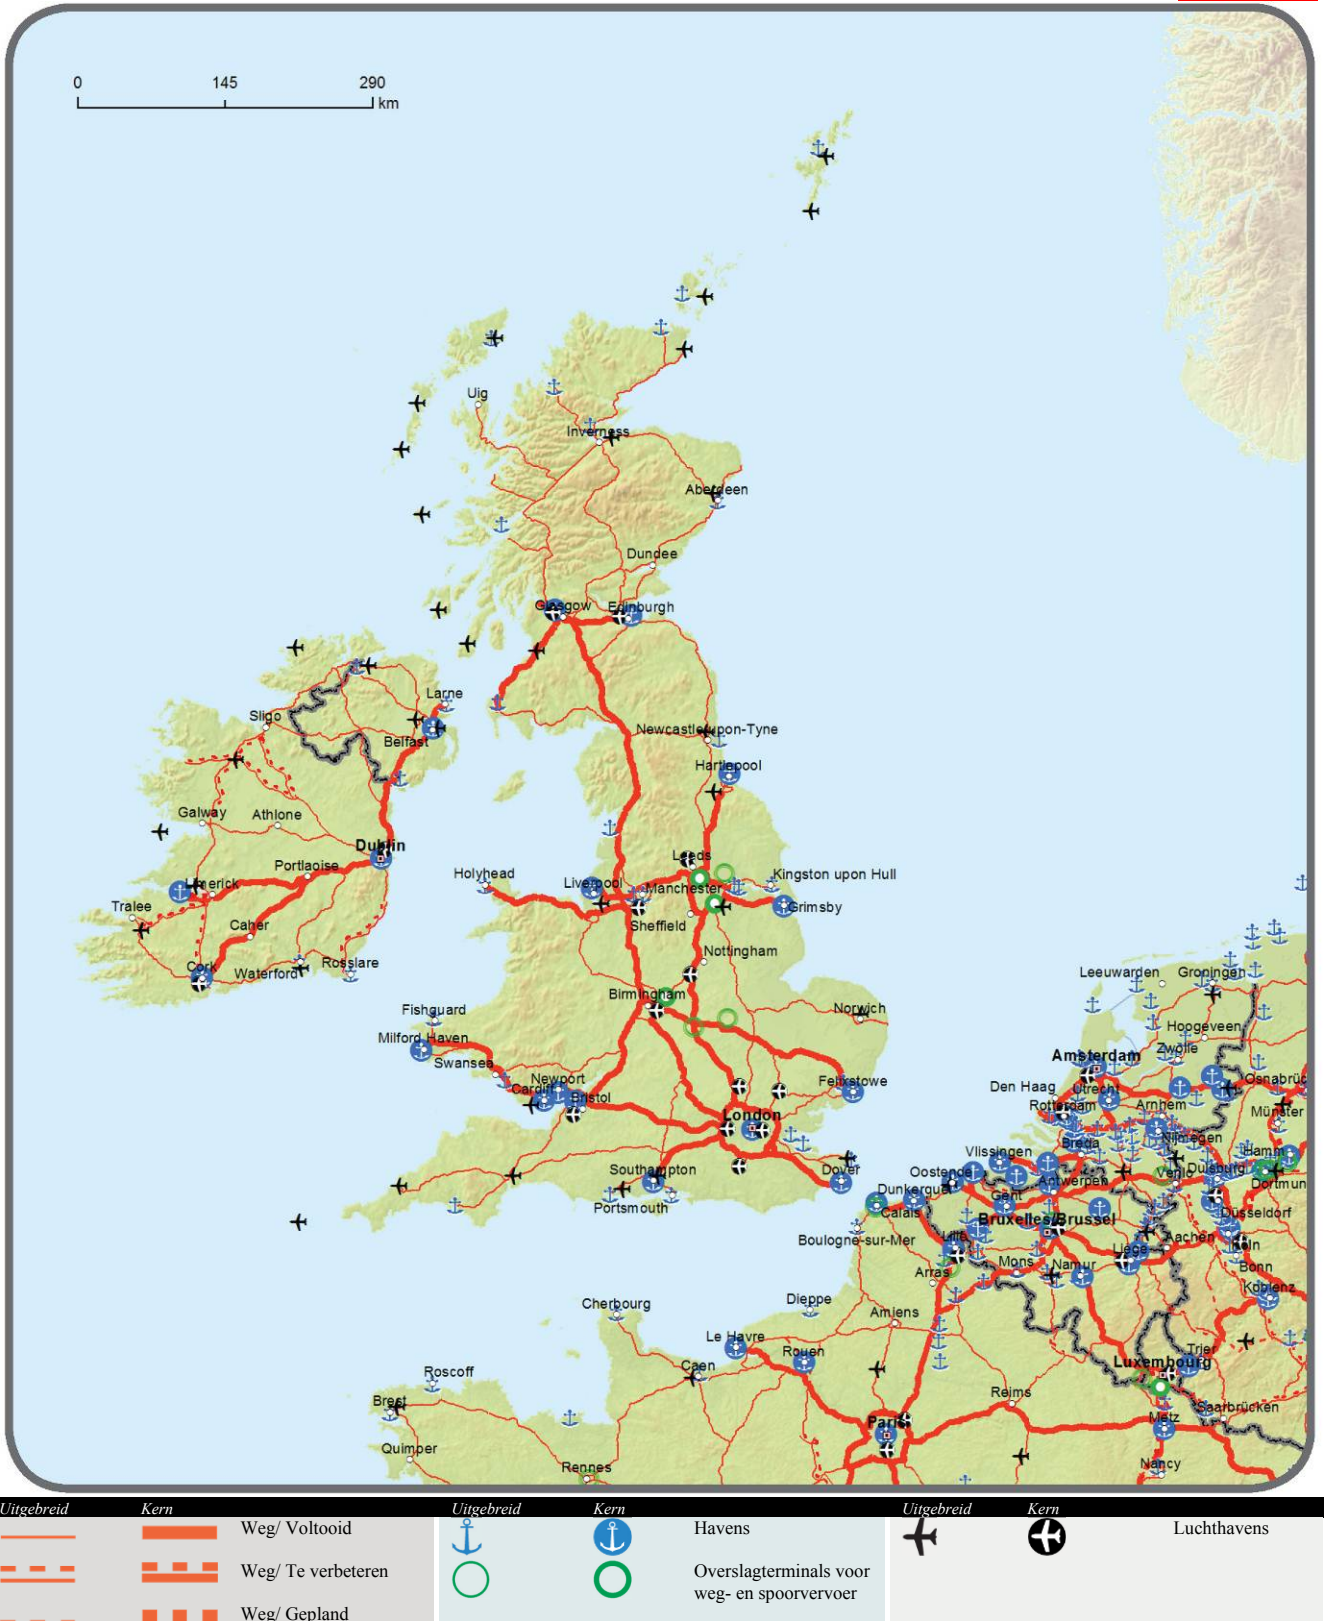 0 145 290
km
Uig
Inverness
Aberdeen
Dundee
Glasgow Edinburgh
Larne
Sligo
Belfast
Newcastle-upon-Tyne
Hartlepool
Galway Athlone
Dublin
Portlaoise
Leeds
Holyhead
Liverpool
Manchester
Kingston upon Hull
Limerick
Tralee
Grimsby
Sheffield
Caher
Nottingham
Cork
Waterford
Rosslare
Leeuwarden Groningen
Birmingham
Fishguard
Norwich
Hoogeveen
Milford Haven
Zwolle
Amsterdam
Swansea
Newport
Cardiff
Bristol
Felixstowe
Den Haag
Utrecht
Osnabrüc
Rotterdam
Arnhem
Münster
London
Nijmegen
Breda
Vlissingen
Hamm
Southampton
Dover
Oostende
Venlo
Duisburg
Antwerpen
Dortmun
Portsmouth
Dunkerque
Gent
Calais
Düsseldorf
Bruxelles/Brussel
Boulogne-sur-Mer
Lille
Aachen
Köln
Liège
Mons
Namur
Bonn
Arras
Koblenz
Cherbourg
Dieppe
Amiens
Le Havre
Rouen
Trier
Luxembourg
Caen
Roscoff
Reims
Brest
Saarbrücken
Paris
Metz
Quimper
Rennes
Nancy
Uitgebreid Kern Uitgebreid Kern Uitgebreid Kern
Weg/ Voltooid Havens Luchthavens
Weg/ Te verbeteren Overslagterminals voor
weg- en spoorvervoer
Weg/ Gepland